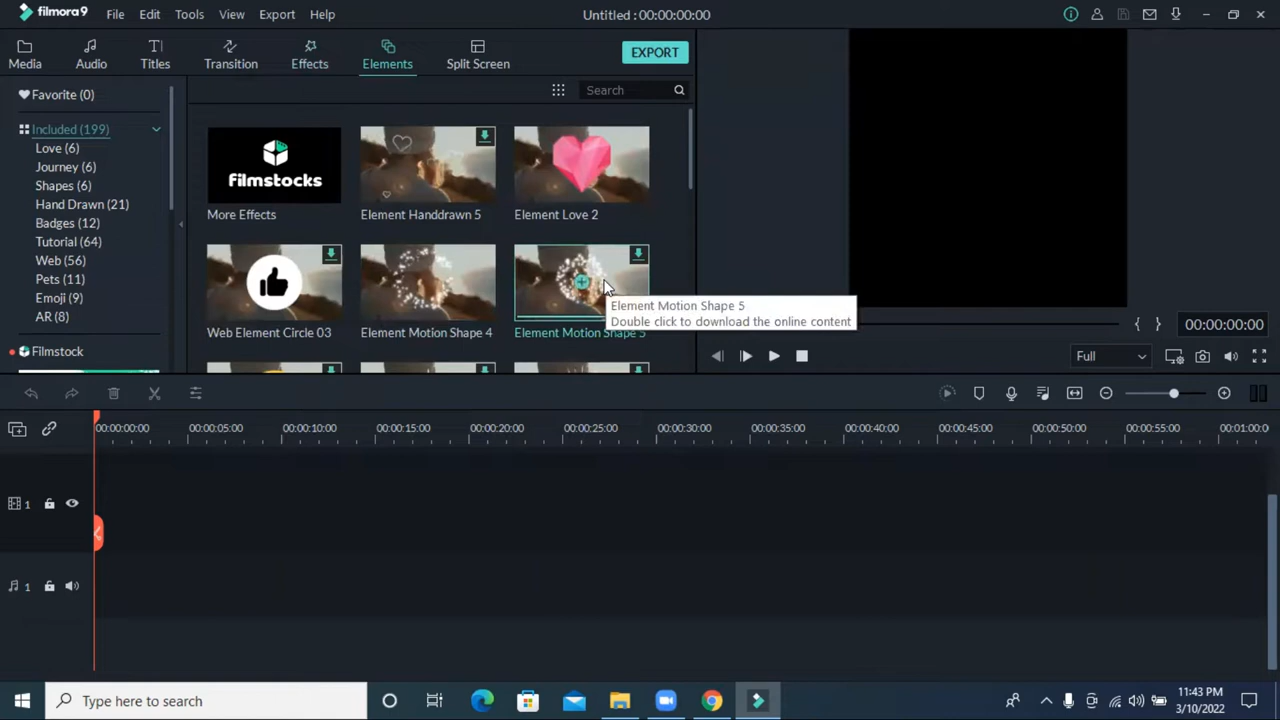 filmora9 File Edit Tools View Export Help Untitled : 00:00:00:00
Media Audio Titles Transition Effects Elements Split Screen EXPORT
Favorite (0)
Search
Included (199)
Love (6)
Journey (6)
Shapes (6)
Hand Drawn (21)
Badges (12)
Tutorial (64)
Web (56)
Pets (11)
Emoji (9)
AR (8)
Filmstock
filmstocks
More Effects Element Handdrawn 5 Element Love 2
Web Element Circle 03 Element Motion Shape 4 Element Motion Shape 5
Element Motion Shape 5
Double click to download the online content
{ } 00:00:00:00
Full
00:00:00:00 00:00:05:00 00:00:10:00 00:00:15:00 00:00:20:00 00:00:25:00 00:00:30:00 00:00:35:00 00:00:40:00 00:00:45:00 00:00:50:00 00:00:55:00 00:01:00:0
1
1
Type here to search
11:43 PM
3/10/2022